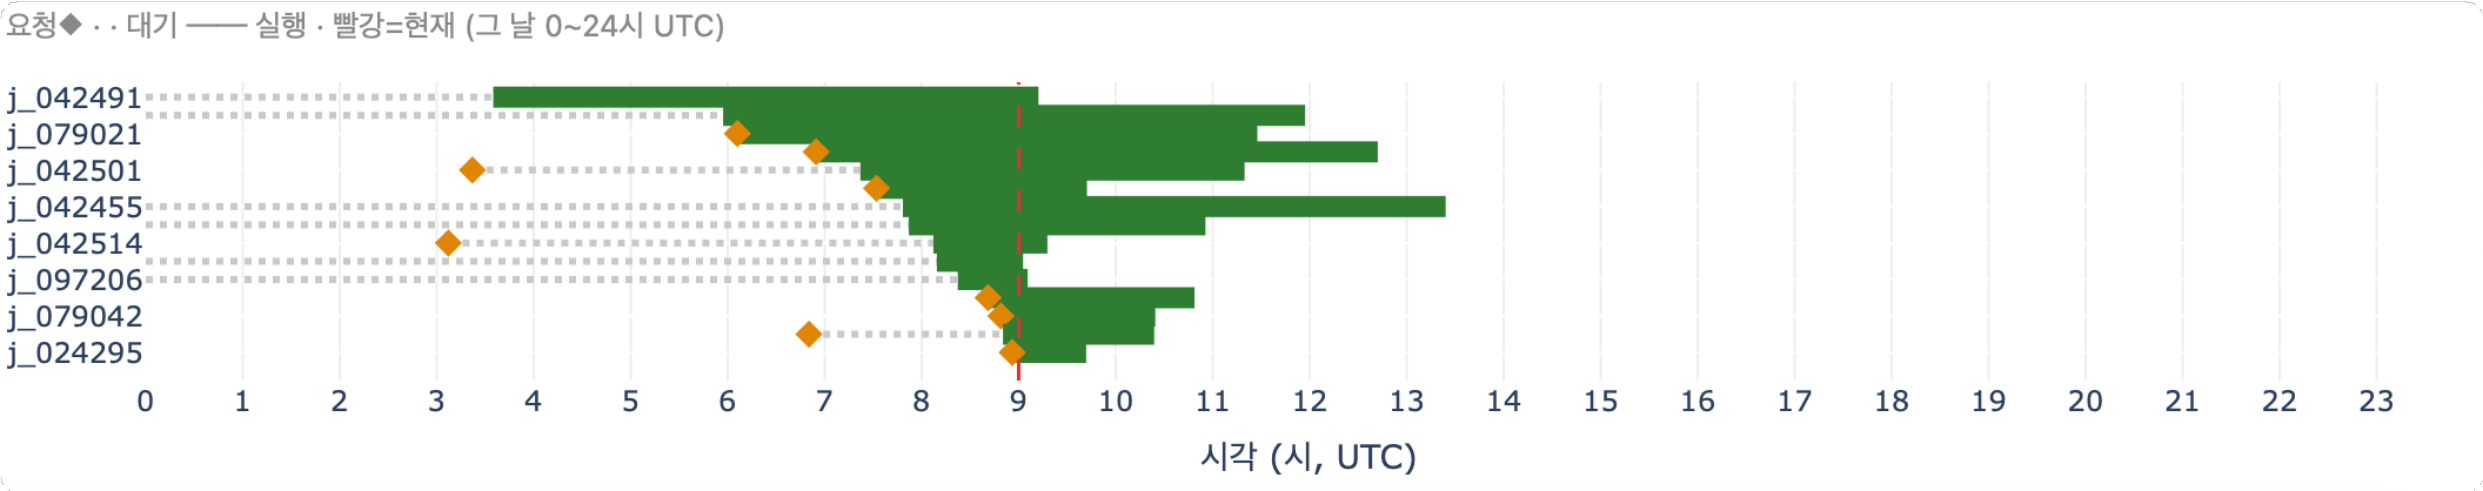 요청◆ · · 대기 ─── 실행 · 빨강=현재 (그 날 0~24시 UTC)
j_042491
j_079021
j_042501
j_042455
j_042514
j_097206
j_079042
j_024295
0 1 2 3 4 5 6 7 8 9 10 11 12 13 14 15 16 17 18 19 20 21 22 23
시각 (시, UTC)